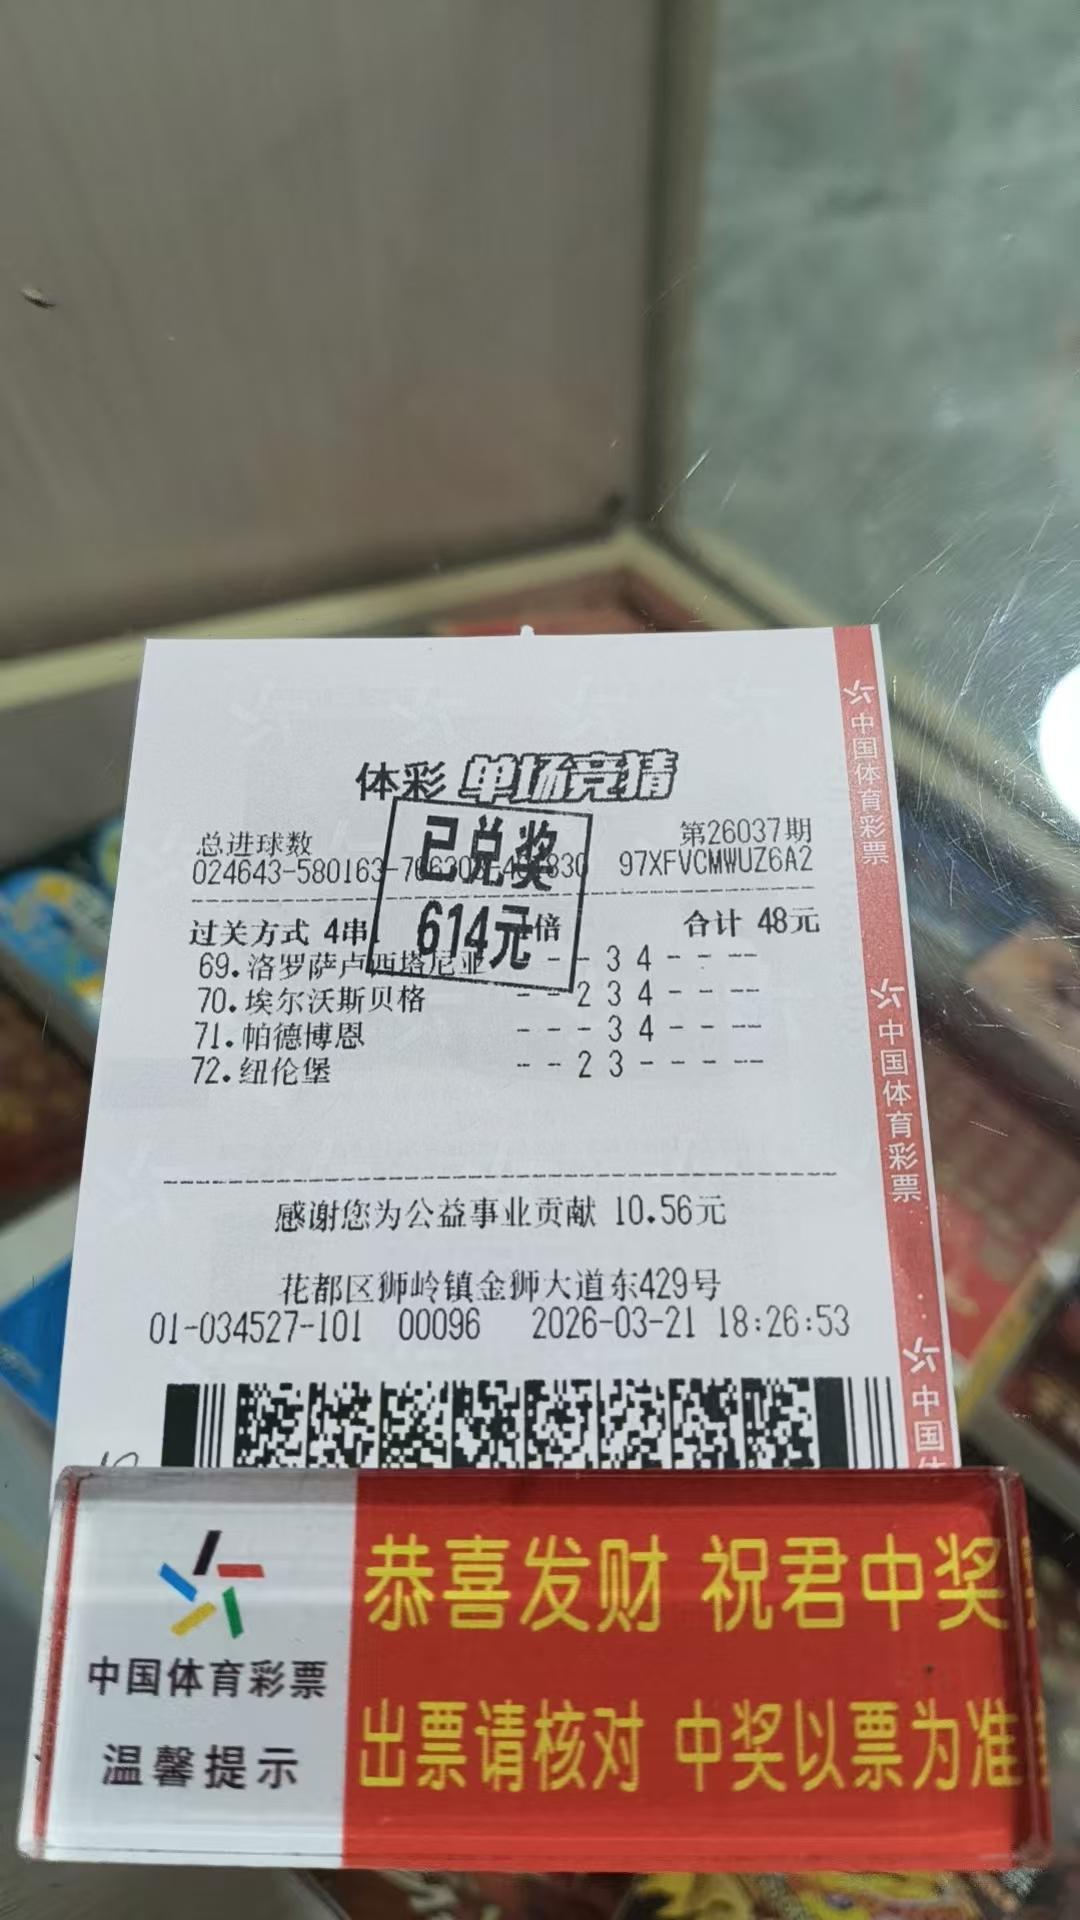 体彩 单场竞猜
总进球数 第26037期
024643-580163- 830 97XFVCMWUZ6A2
已兑奖
614元
过关方式 4串 倍 合计 48元
69.洛罗萨卢西塔尼亚 - - 3 4 - - --
70.埃尔沃斯贝格 - - 2 3 4 - - --
71.帕德博恩 - - - 3 4 - - --
72.纽伦堡 - - 2 3 - - - --
感谢您为公益事业贡献 10.56元
花都区狮岭镇金狮大道东429号
01-034527-101 00096 2026-03-21 18:26:53
中国体育彩票
中国体育彩票
中国
中国体育彩票
温馨提示
恭喜发财 祝君中奖
出票请核对 中奖以票为准